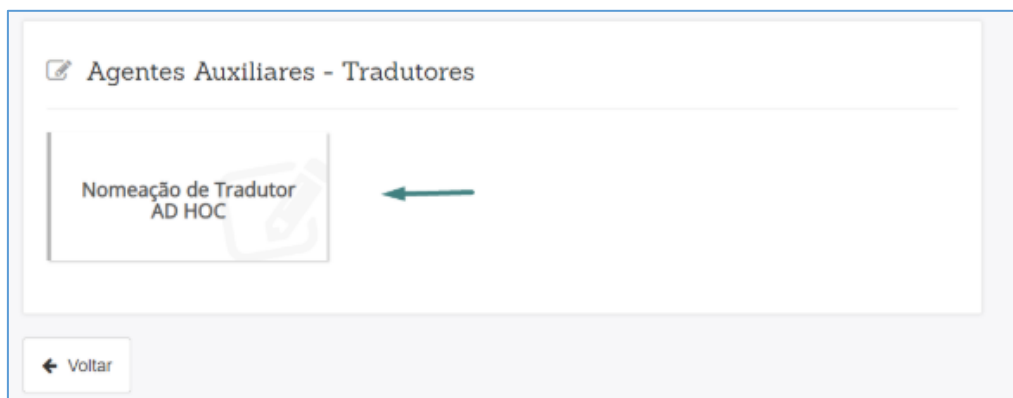 Agentes Auxiliares - Tradutores
Nomeação de Tradutor
AD HOC
Voltar